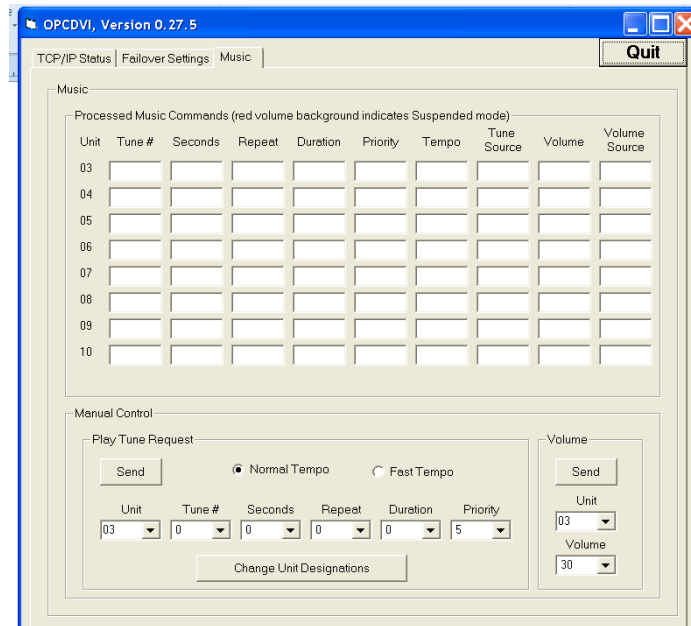 OPCDVI, Version 0.27.5
Quit
TCP/IP Status Failover Settings Music
Music
Processed Music Commands (red volume background indicates Suspended mode)
Unit Tune # Seconds Repeat Duration Priority Tempo Tune Source Volume Volume Source
03
04
05
06
07
08
09
10
Manual Control
Play Tune Request
Send Normal Tempo Fast Tempo
Unit Tune # Seconds Repeat Duration Priority
03 0 0 0 0 5
Change Unit Designations
Volume
Send
Unit
03
Volume
30